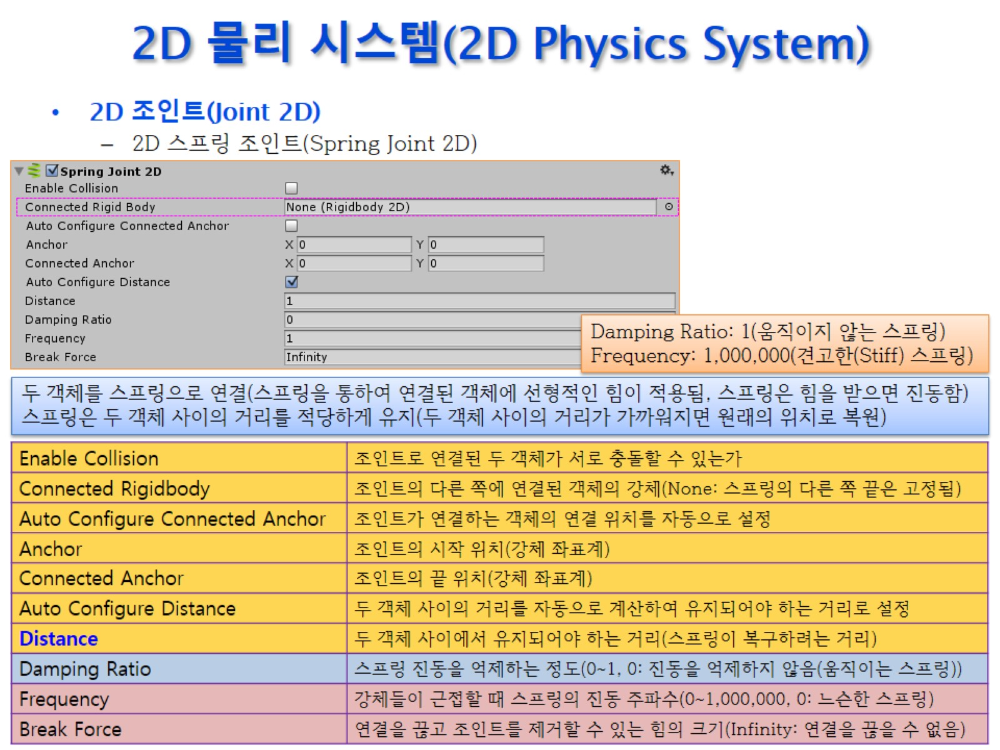 2D 물리 시스템(2D Physics System)
• 2D 조인트(Joint 2D)
– 2D 스프링 조인트(Spring Joint 2D)
Spring Joint 2D
Enable Collision
Connected Rigid Body None (Rigidbody 2D)
Auto Configure Connected Anchor
Anchor X 0 Y 0
Connected Anchor X 0 Y 0
Auto Configure Distance
Distance 1
Damping Ratio 0
Frequency 1
Break Force Infinity
Damping Ratio: 1(움직이지 않는 스프링)
Frequency: 1,000,000(견고한(Stiff) 스프링)
두 객체를 스프링으로 연결(스프링을 통하여 연결된 객체에 선형적인 힘이 적용됨, 스프링은 힘을 받으면 진동함)
스프링은 두 객체 사이의 거리를 적당하게 유지(두 객체 사이의 거리가 가까워지면 원래의 위치로 복원)
Enable Collision 조인트로 연결된 두 객체가 서로 충돌할 수 있는가
Connected Rigidbody 조인트의 다른 쪽에 연결된 객체의 강체(None: 스프링의 다른 쪽 끝은 고정됨)
Auto Configure Connected Anchor 조인트가 연결하는 객체의 연결 위치를 자동으로 설정
Anchor 조인트의 시작 위치(강체 좌표계)
Connected Anchor 조인트의 끝 위치(강체 좌표계)
Auto Configure Distance 두 객체 사이의 거리를 자동으로 계산하여 유지되어야 하는 거리로 설정
Distance 두 객체 사이에서 유지되어야 하는 거리(스프링이 복구하려는 거리)
Damping Ratio 스프링 진동을 억제하는 정도(0~1, 0: 진동을 억제하지 않음(움직이는 스프링))
Frequency 강체들이 근접할 때 스프링의 진동 주파수(0~1,000,000, 0: 느슨한 스프링)
Break Force 연결을 끊고 조인트를 제거할 수 있는 힘의 크기(Infinity: 연결을 끊을 수 없음)